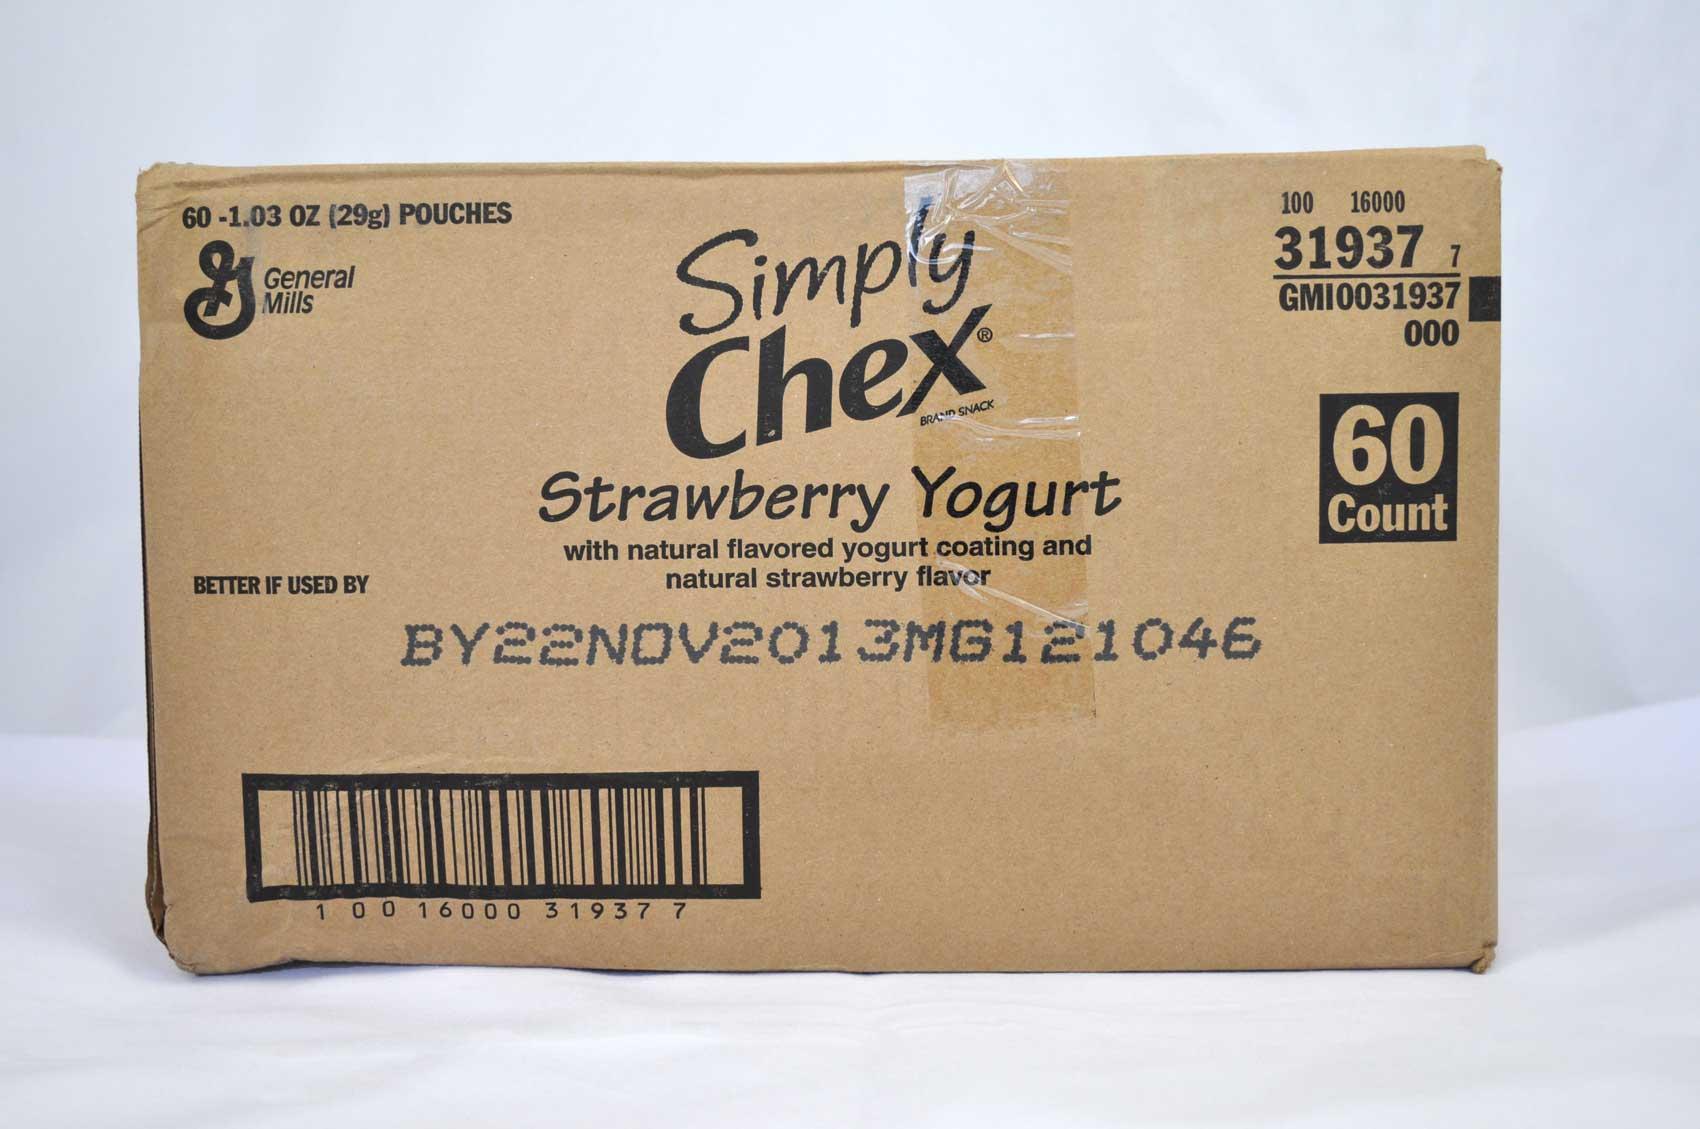 60 -1.03 OZ (29g) POUCHES
General
Mills
Simply
Chex®
BRAND SNACK
Strawberry Yogurt
with natural flavored yogurt coating and
natural strawberry flavor
100 16000
31937 7
GMI0031937
000
60
Count
BETTER IF USED BY
BY22NOV2013MG121046
1 0 0 16000 31937 7